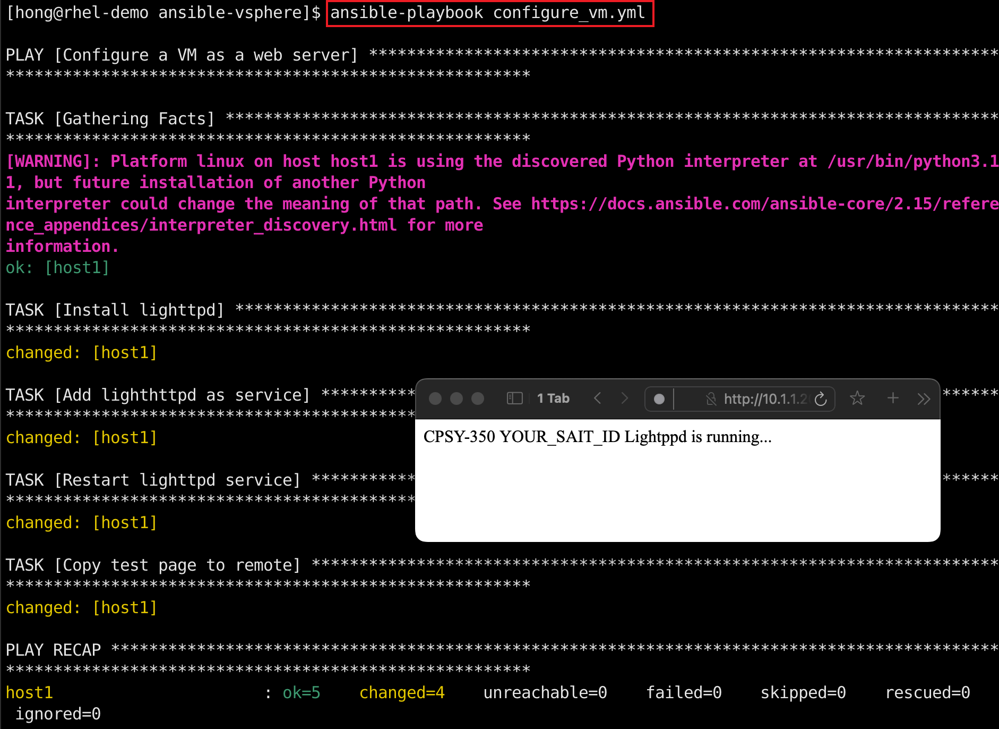 [hong@rhel-demo ansible-vsphere]$ ansible-playbook configure_vm.yml
PLAY [Configure a VM as a web server] ******************************************************************
*******************************************************
TASK [Gathering Facts] *********************************************************************************
*******************************************************
[WARNING]: Platform linux on host host1 is using the discovered Python interpreter at /usr/bin/python3.1
1, but future installation of another Python
interpreter could change the meaning of that path. See https://docs.ansible.com/ansible-core/2.15/refere
nce_appendices/interpreter_discovery.html for more
information.
ok: [host1]
TASK [Install lighttpd] ********************************************************************************
*******************************************************
changed: [host1]
TASK [Add lighthttpd as service] ********** ******
*******************************************
changed: [host1]
1 Tab http://10.1.1.2
CPSY-350 YOUR_SAIT_ID Lightppd is running...
TASK [Restart lighttpd service] *********** ******
*******************************************
changed: [host1]
TASK [Copy test page to remote] ************************************************************************
*******************************************************
changed: [host1]
PLAY RECAP *********************************************************************************************
*******************************************************
host1 : ok=5 changed=4 unreachable=0 failed=0 skipped=0 rescued=0
ignored=0